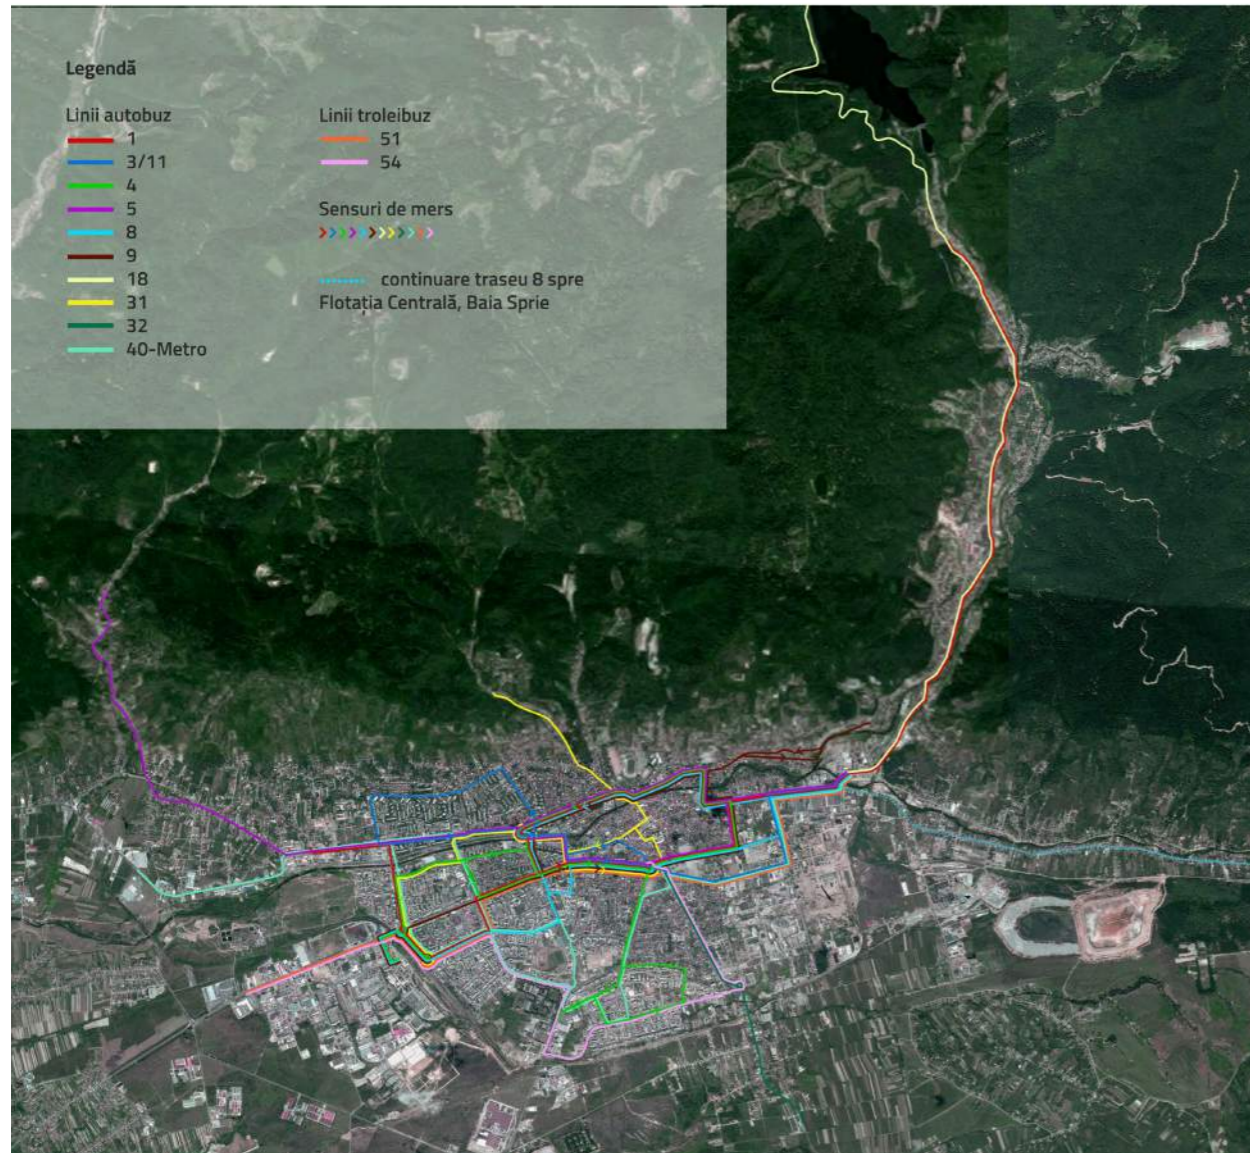 Legendă
Linii autobuz
1
3/11
4
5
8
9
18
31
32
40-Metro
Linii troleibuz
51
54
Sensuri de mers
continuare traseu 8 spre
Flotația Centrală, Baia Sprie